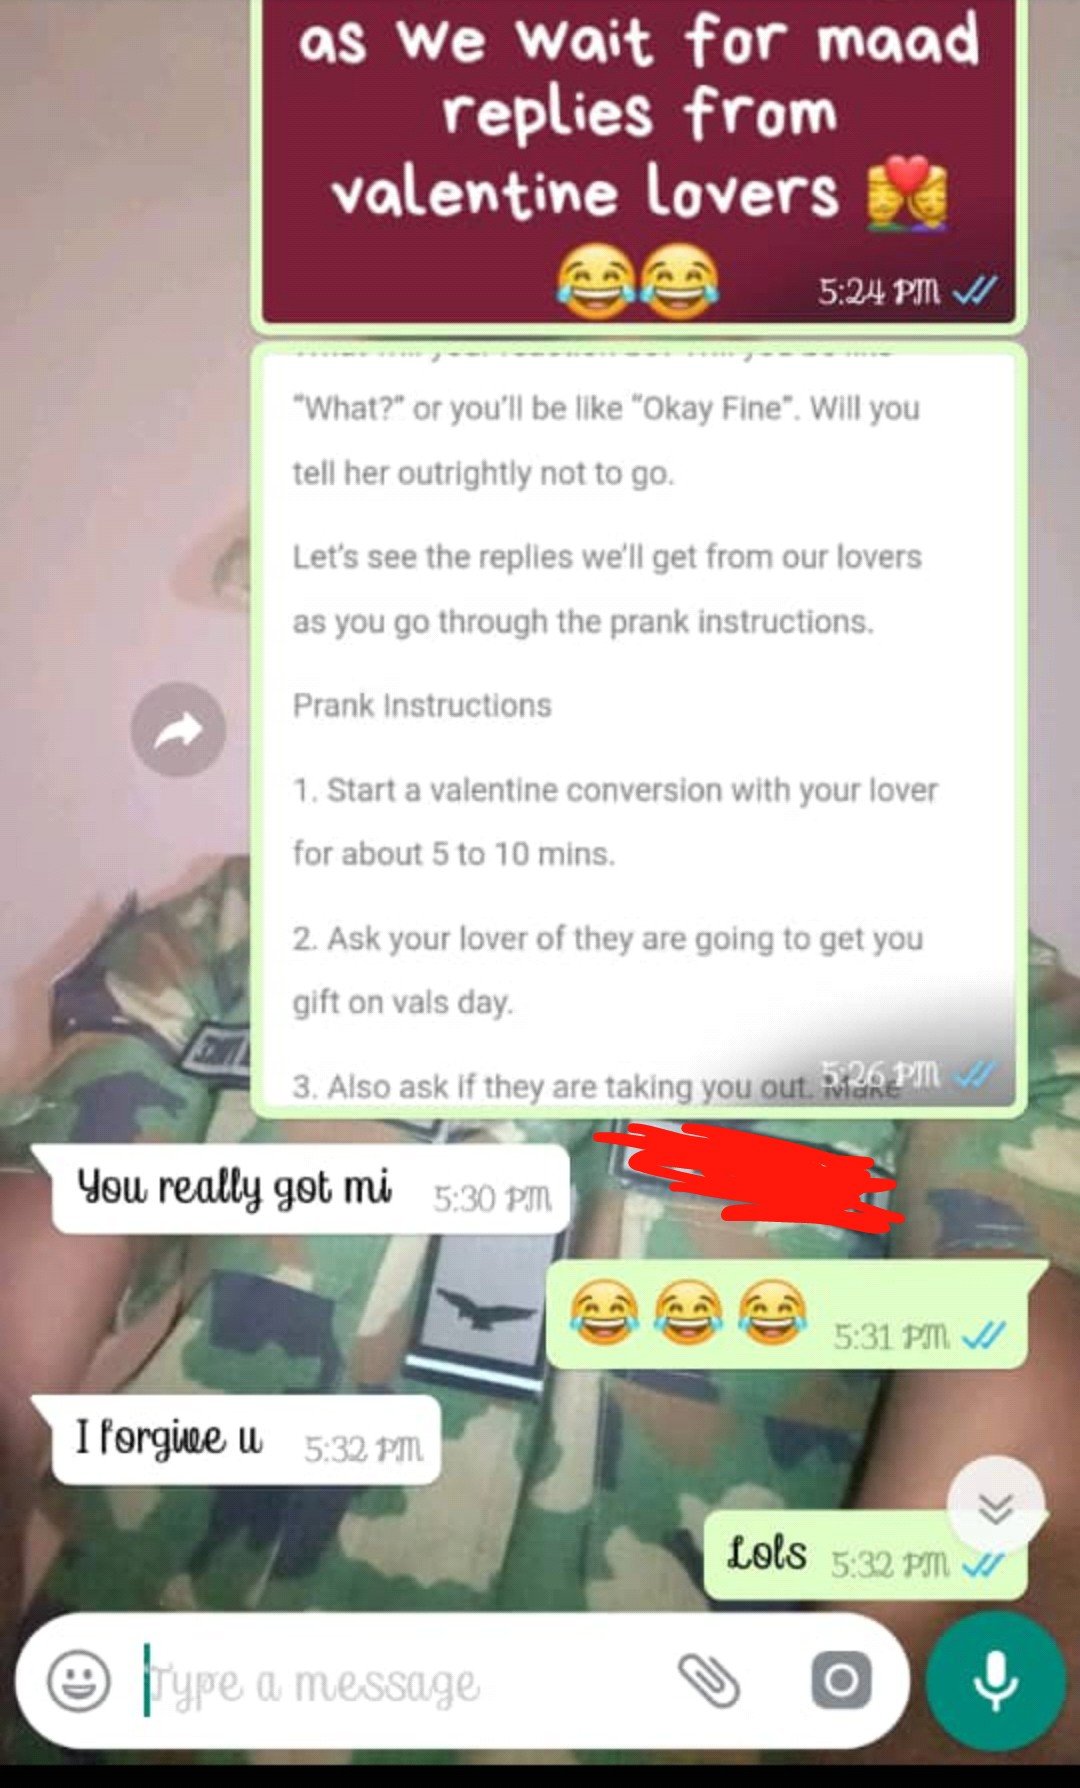 as we wait for maad
replies from
valentine lovers 👩‍❤️‍💋‍👩
😂😂 5:24 PM
"What?" or you'll be like "Okay Fine". Will you
tell her outrightly not to go.
Let's see the replies we'll get from our lovers
as you go through the prank instructions.
Prank Instructions
1. Start a valentine conversion with your lover
for about 5 to 10 mins.
2. Ask your lover of they are going to get you
gift on vals day.
3. Also ask if they are taking you out. Make
5:26 PM
You really got mi 5:30 PM
😂😂😂 5:31 PM
I forgive u 5:32 PM
Lols 5:32 PM
Type a message